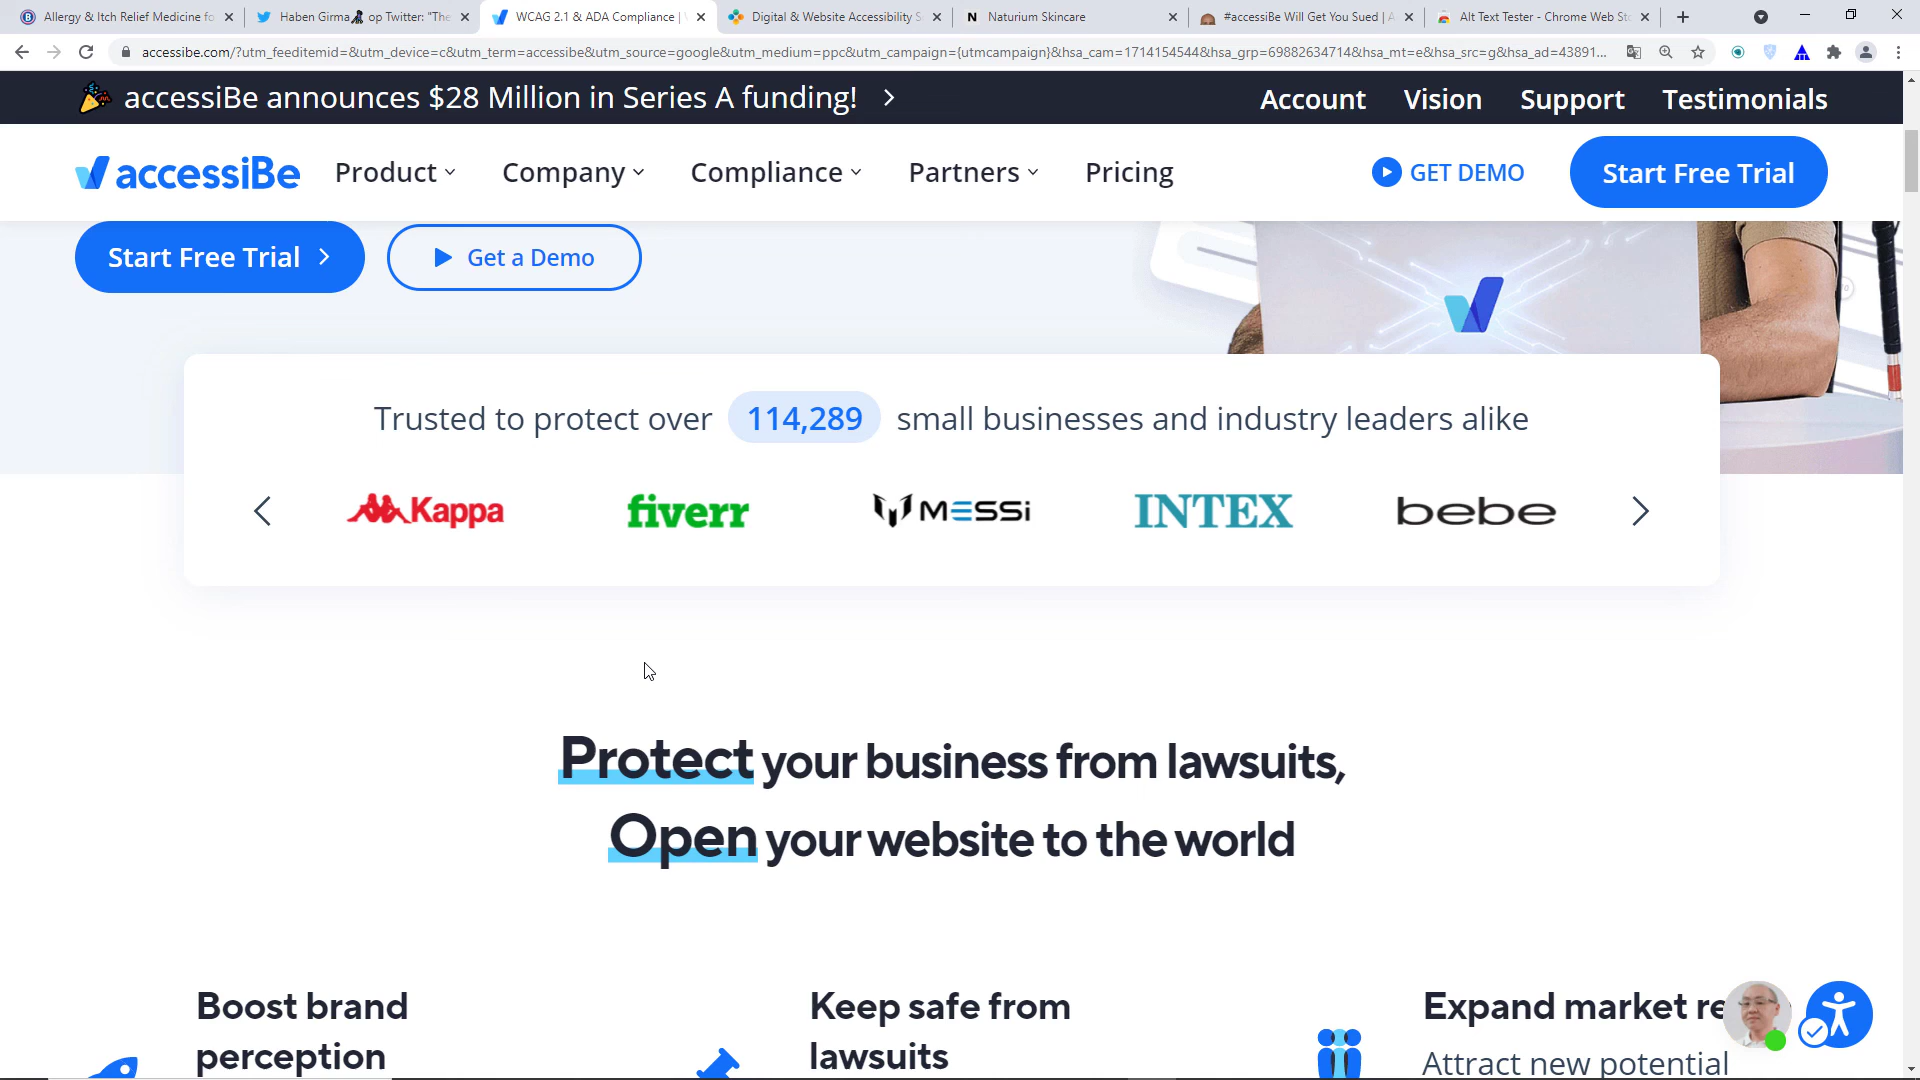 Allergy & Itch Relief Medicine fo
Haben Girma op Twitter: "The
WCAG 2.1 & ADA Compliance |
Digital & Website Accessibility S
N Naturium Skincare
#accessiBe Will Get You Sued | A
Alt Text Tester - Chrome Web Sto
accessibe.com/?utm_feeditemid=&utm_device=c&utm_term=accessibe&utm_source=google&utm_medium=ppc&utm_campaign={utmcampaign}&hsa_cam=1714154544&hsa_grp=69882634714&hsa_mt=e&hsa_src=g&hsa_ad=43891...
accessiBe announces $28 Million in Series A funding!
Account Vision Support Testimonials
accessiBe Product Company Compliance Partners Pricing GET DEMO Start Free Trial
Start Free Trial Get a Demo
Trusted to protect over 114,289 small businesses and industry leaders alike
Kappa fiverr MESSi INTEX bebe
Protect your business from lawsuits,
Open your website to the world
Boost brand
perception
Keep safe from
lawsuits
Expand market re
Attract new potential